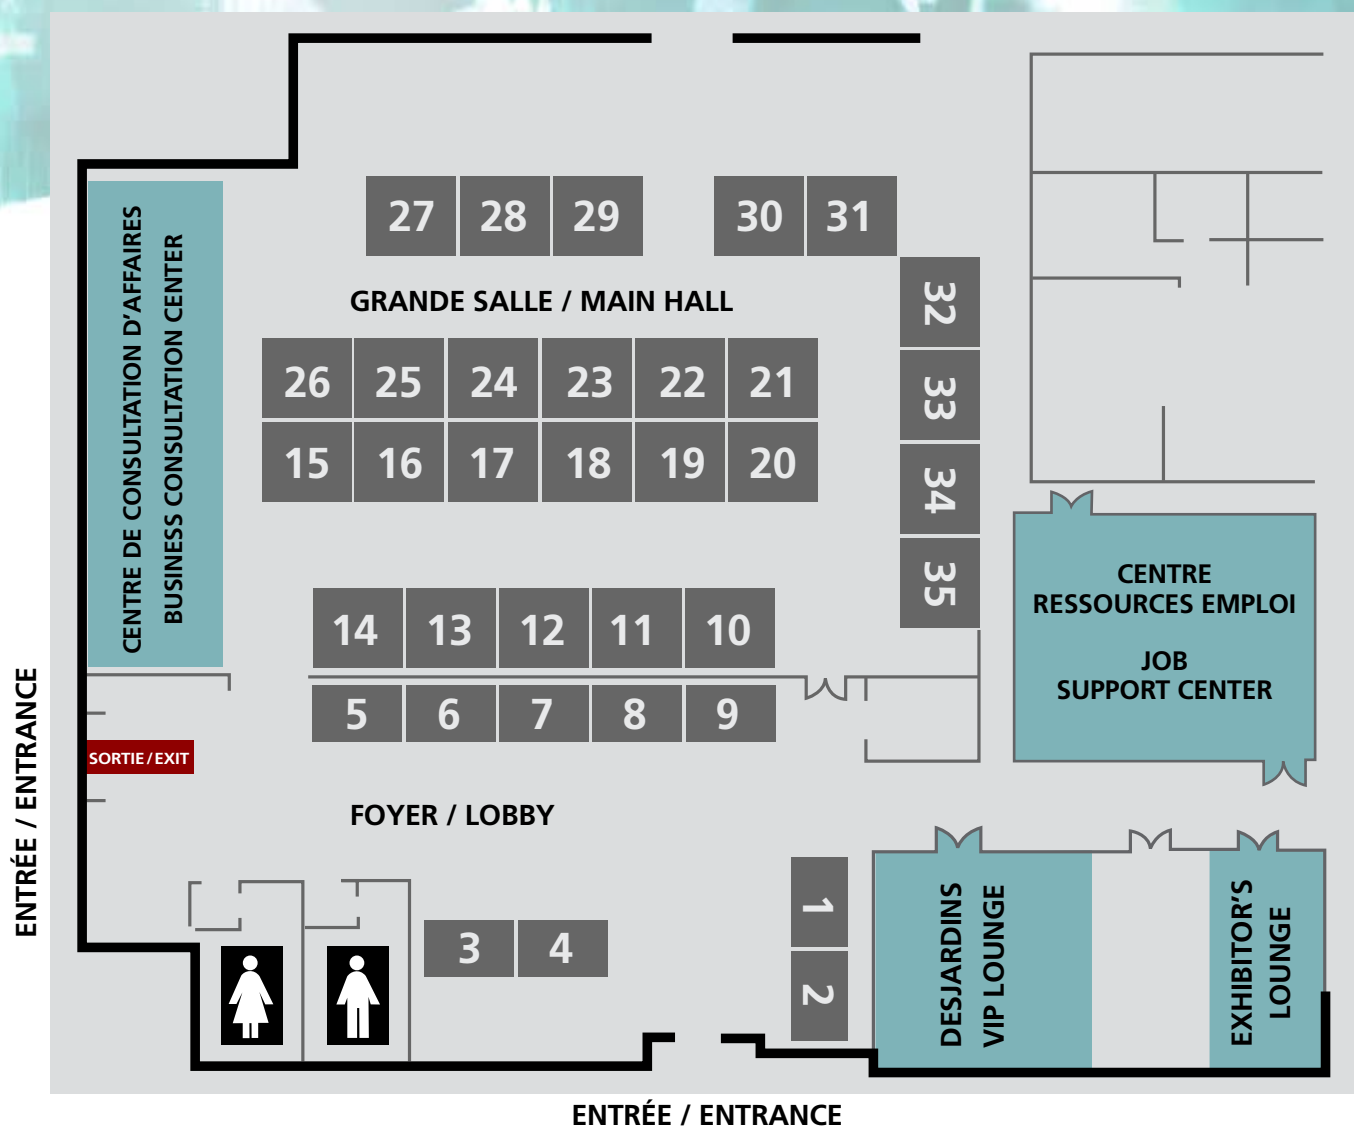 27 28 29 30 31
GRANDE SALLE / MAIN HALL
32
33
34
35
26 25 24 23 22 21
15 16 17 18 19 20
CENTRE DE CONSULTATION D'AFFAIRES
BUSINESS CONSULTATION CENTER
14 13 12 11 10
5 6 7 8 9
CENTRE
RESSOURCES EMPLOI
JOB
SUPPORT CENTER
SORTIE / EXIT
ENTRÉE / ENTRANCE
FOYER / LOBBY
3 4
1
2
DESJARDINS
VIP LOUNGE
EXHIBITOR'S
LOUNGE
ENTRÉE / ENTRANCE